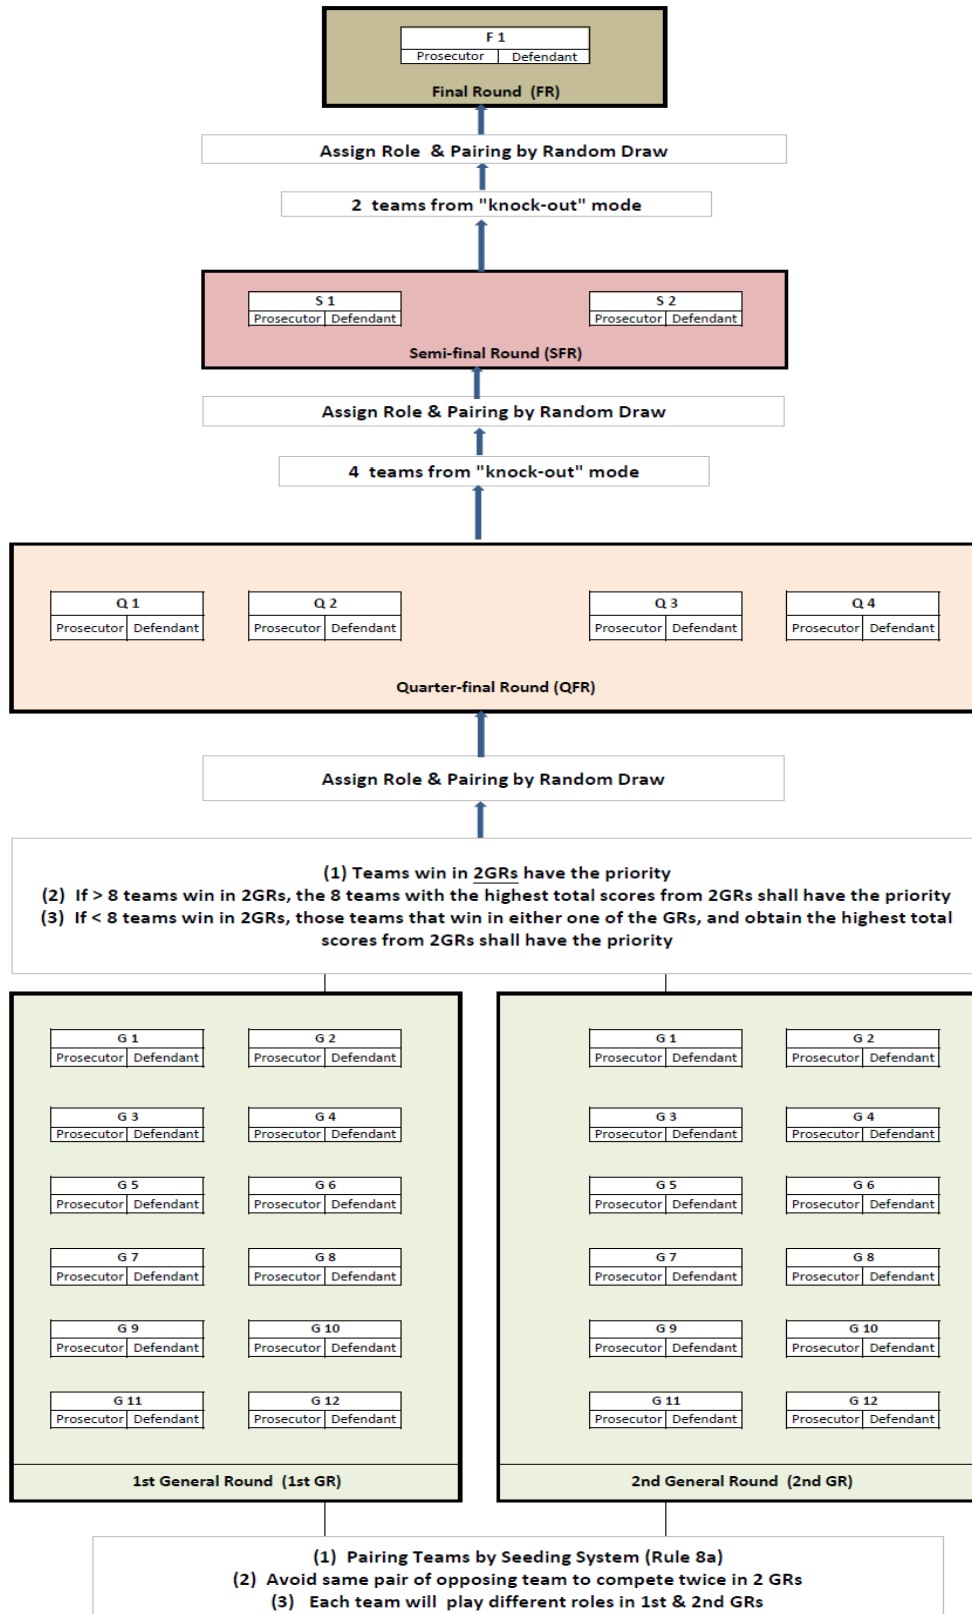 F 1
Prosecutor Defendant
Final Round (FR)
Assign Role & Pairing by Random Draw
2 teams from "knock-out" mode
S 1 S 2
Prosecutor Defendant Prosecutor Defendant
Semi-final Round (SFR)
Assign Role & Pairing by Random Draw
4 teams from "knock-out" mode
Q 1 Q 2 Q 3 Q 4
Prosecutor Defendant Prosecutor Defendant Prosecutor Defendant Prosecutor Defendant
Quarter-final Round (QFR)
Assign Role & Pairing by Random Draw
(1) Teams win in 2GRs have the priority
(2) If > 8 teams win in 2GRs, the 8 teams with the highest total scores from 2GRs shall have the priority
(3) If < 8 teams win in 2GRs, those teams that win in either one of the GRs, and obtain the highest total
scores from 2GRs shall have the priority
G 1 G 2 G 1 G 2
Prosecutor Defendant Prosecutor Defendant Prosecutor Defendant Prosecutor Defendant
G 3 G 4 G 3 G 4
Prosecutor Defendant Prosecutor Defendant Prosecutor Defendant Prosecutor Defendant
G 5 G 6 G 5 G 6
Prosecutor Defendant Prosecutor Defendant Prosecutor Defendant Prosecutor Defendant
G 7 G 8 G 7 G 8
Prosecutor Defendant Prosecutor Defendant Prosecutor Defendant Prosecutor Defendant
G 9 G 10 G 9 G 10
Prosecutor Defendant Prosecutor Defendant Prosecutor Defendant Prosecutor Defendant
G 11 G 12 G 11 G 12
Prosecutor Defendant Prosecutor Defendant Prosecutor Defendant Prosecutor Defendant
1st General Round (1st GR) 2nd General Round (2nd GR)
(1) Pairing Teams by Seeding System (Rule 8a)
(2) Avoid same pair of opposing team to compete twice in 2 GRs
(3) Each team will play different roles in 1st & 2nd GRs